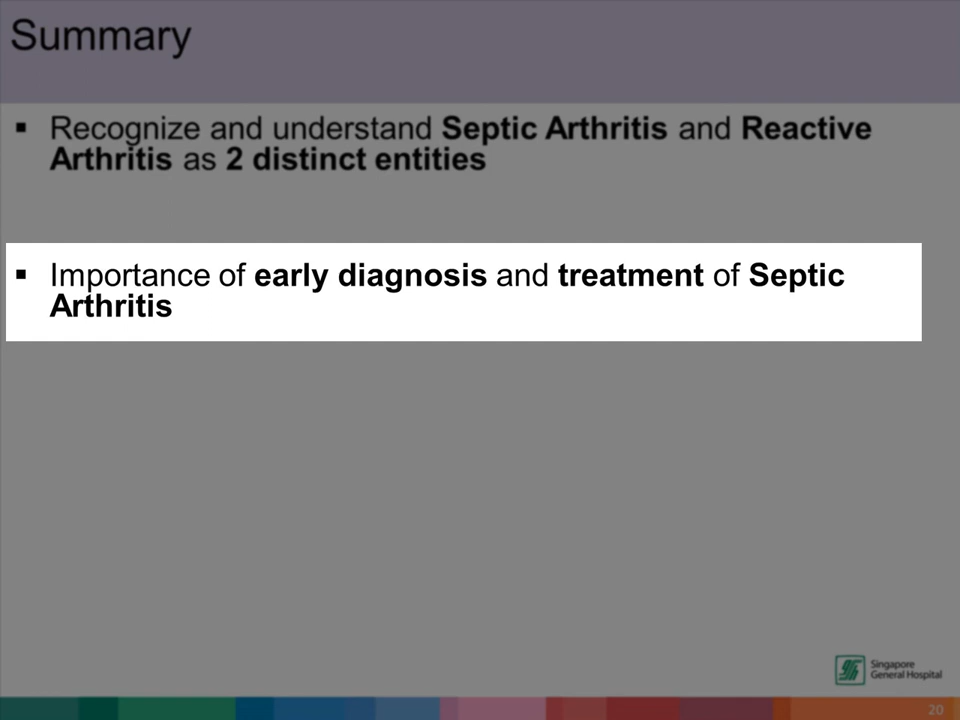 Summary
▪ Recognize and understand Septic Arthritis and Reactive
Arthritis as 2 distinct entities
▪ Importance of early diagnosis and treatment of Septic
Arthritis
Singapore
General Hospital
20